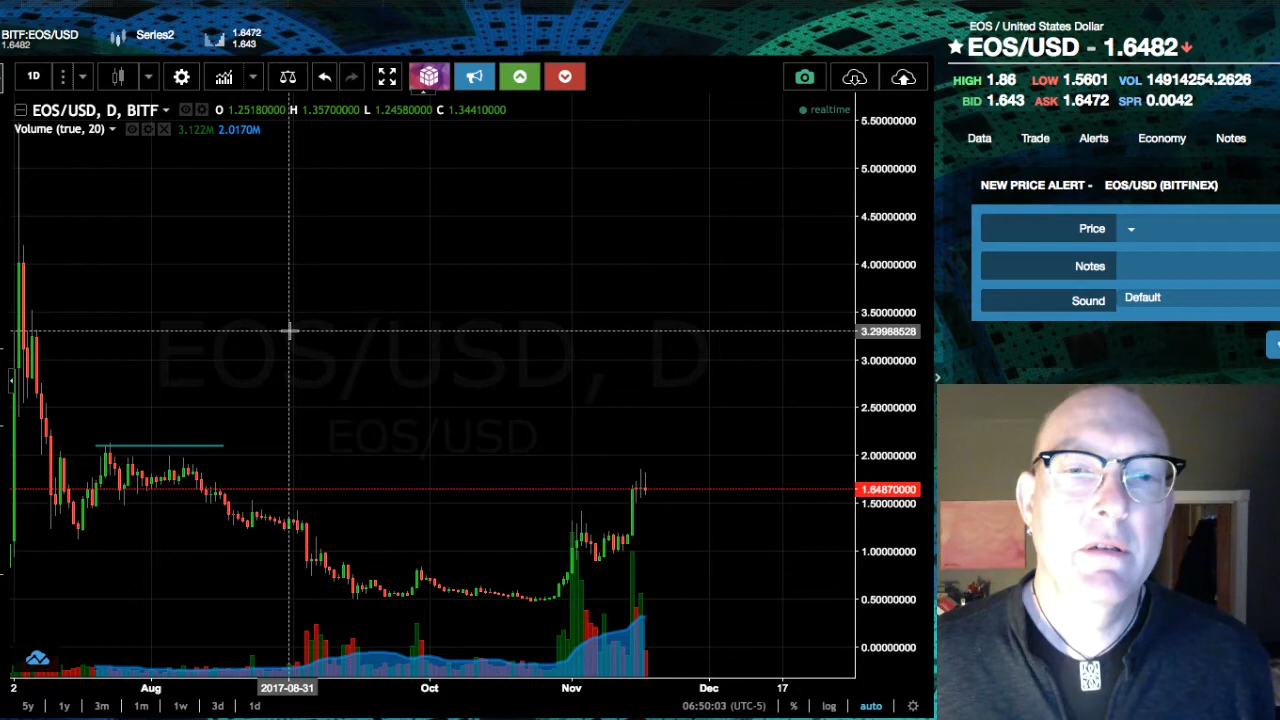 BITF:EOS/USD
1.6482
Series2
1.6472
1.643
1D
EOS/USD, D, BITF
O 1.25180000 H 1.35700000 L 1.24580000 C 1.34410000
realtime
Volume (true, 20)
3.122M 2.0170M
EOS/USD, D
EOS/USD
5.50000000
5.00000000
4.50000000
4.00000000
3.50000000
3.29988528
3.00000000
2.50000000
2.00000000
1.64870000
1.50000000
1.00000000
0.50000000
0.00000000
2
Aug
2017-08-31
Oct
Nov
Dec
17
5y
1y
3m
1m
1w
3d
1d
06:50:03 (UTC-5)
%
log
auto
EOS / United States Dollar
EOS/USD - 1.6482
HIGH 1.86 LOW 1.5601 VOL 14914254.2626
BID 1.643 ASK 1.6472 SPR 0.0042
Data Trade Alerts Economy Notes
NEW PRICE ALERT - EOS/USD (BITFINEX)
Price
Notes
Sound Default